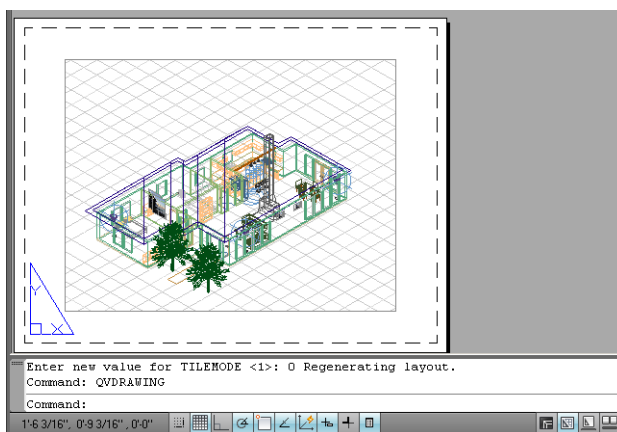 Y
X
Enter new value for TILEMODE <1>: 0 Regenerating layout.
Command: QVDRAWING
Command:
1'-6 3/16", 0'-9 3/16", 0'-0"